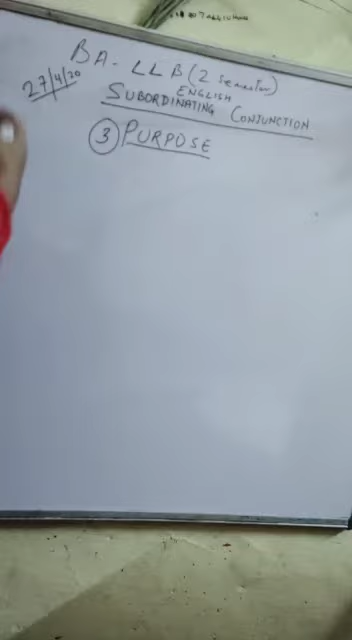 BA. LLB (2 Semester)
27/4/20
ENGLISH
SUBORDINATING CONJUNCTION
3 PURPOSE